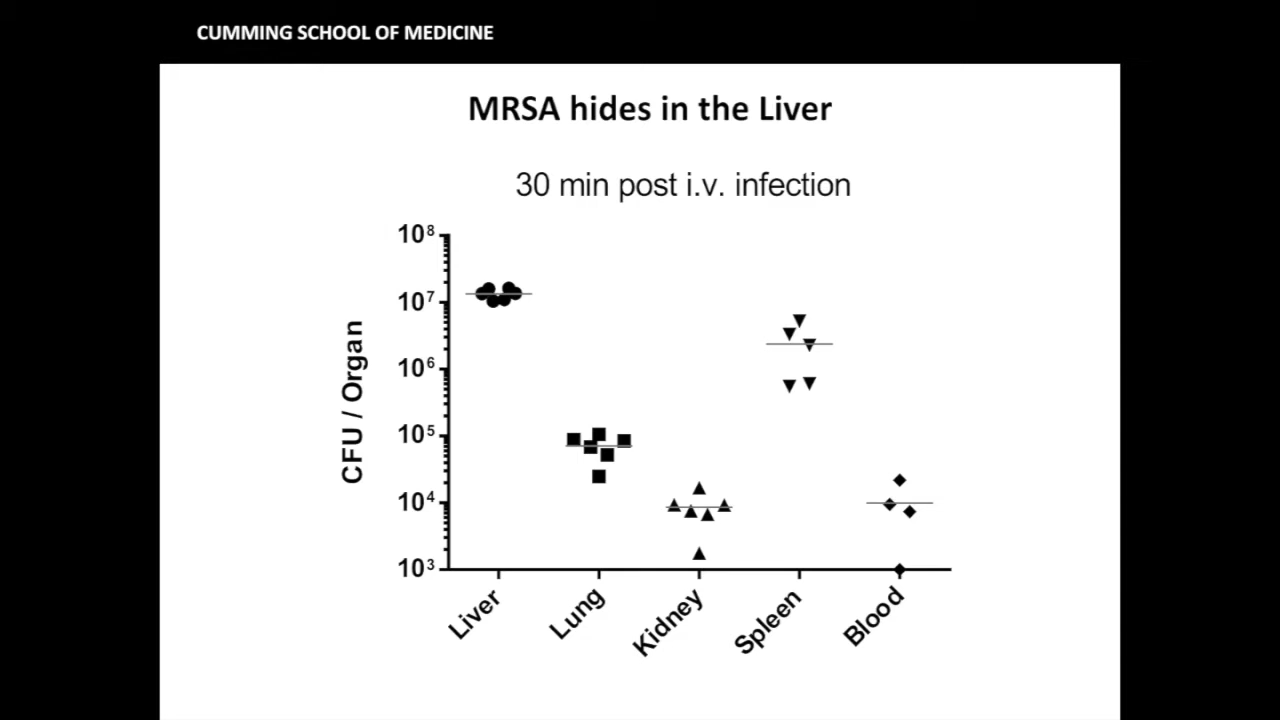 CUMMING SCHOOL OF MEDICINE
MRSA hides in the Liver
30 min post i.v. infection
CFU / Organ
10⁸
10⁷
10⁶
10⁵
10⁴
10³
Liver
Lung
Kidney
Spleen
Blood